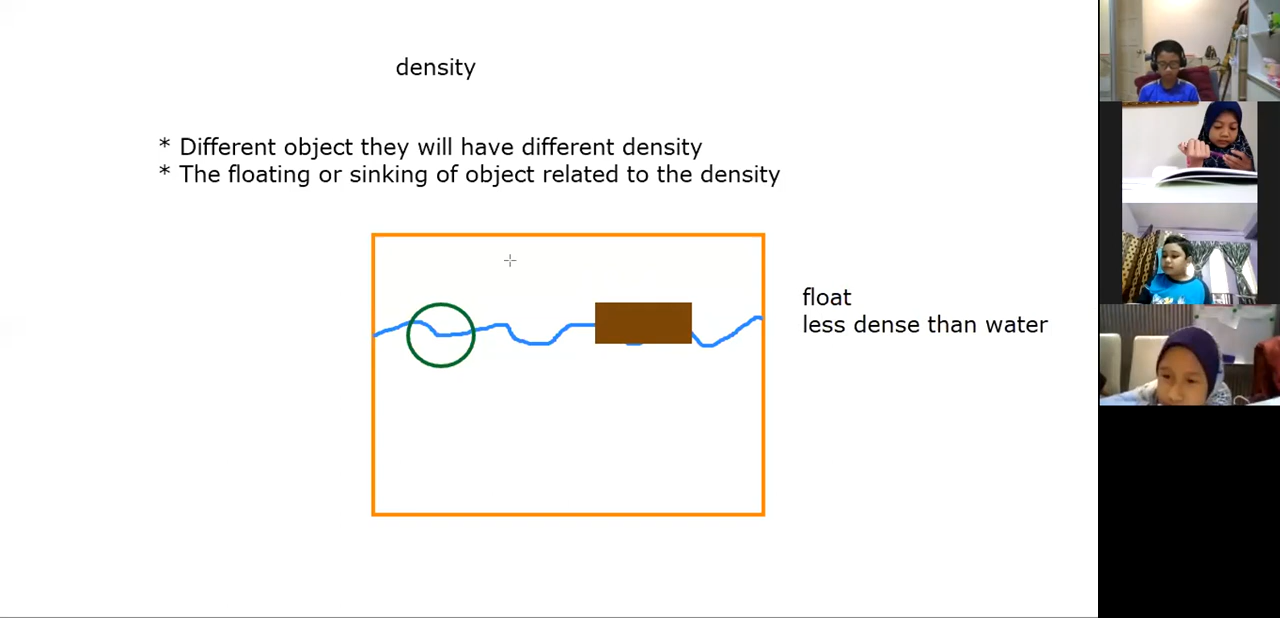 density
* Different object they will have different density
* The floating or sinking of object related to the density
float
less dense than water